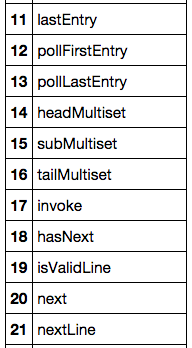 11 lastEntry
12 pollFirstEntry
13 pollLastEntry
14 headMultiset
15 subMultiset
16 tailMultiset
17 invoke
18 hasNext
19 isValidLine
20 next
21 nextLine